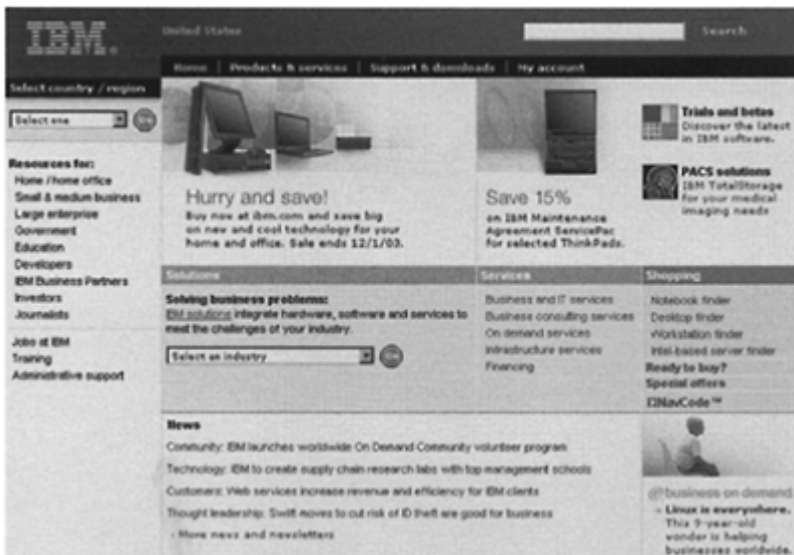 IBM.
United States
Search
Home | Products & services | Support & downloads | My account
Select country / region
Select one
Resources for:
Home / home office
Small & medium business
Large enterprise
Government
Education
Developers
IBM Business Partners
Investors
Journalists
Jobs at IBM
Training
Administrative support
Hurry and save!
Buy now at ibm.com and save big
on new and cool technology for your
home and office. Sale ends 12/1/03.
Save 15%
on IBM Maintenance
Agreement ServicePac
for selected ThinkPads.
Trials and betas
Discover the latest
in IBM software.
PACS solutions
IBM TotalStorage
for your medical
imaging needs
Solutions
Solving business problems:
IBM solutions integrate hardware, software and services to
meet the challenges of your industry.
Select an industry
Services
Business and IT services
Business consulting services
On demand services
Infrastructure services
Financing
Shopping
Notebook finder
Desktop finder
Workstation finder
Intel-based server finder
Ready to buy?
Special offers
NavCode™
News
Community: IBM launches worldwide On Demand Community volunteer program
Technology: IBM to create supply chain research labs with top management schools
Customers: Web services increase revenue and efficiency for IBM clients
Thought leadership: Swift moves to cut risk of ID theft are good for business
More news and newsletters
business on demand
Linux is everywhere.
This 9-year-old
wonder is helping
businesses worldwide.